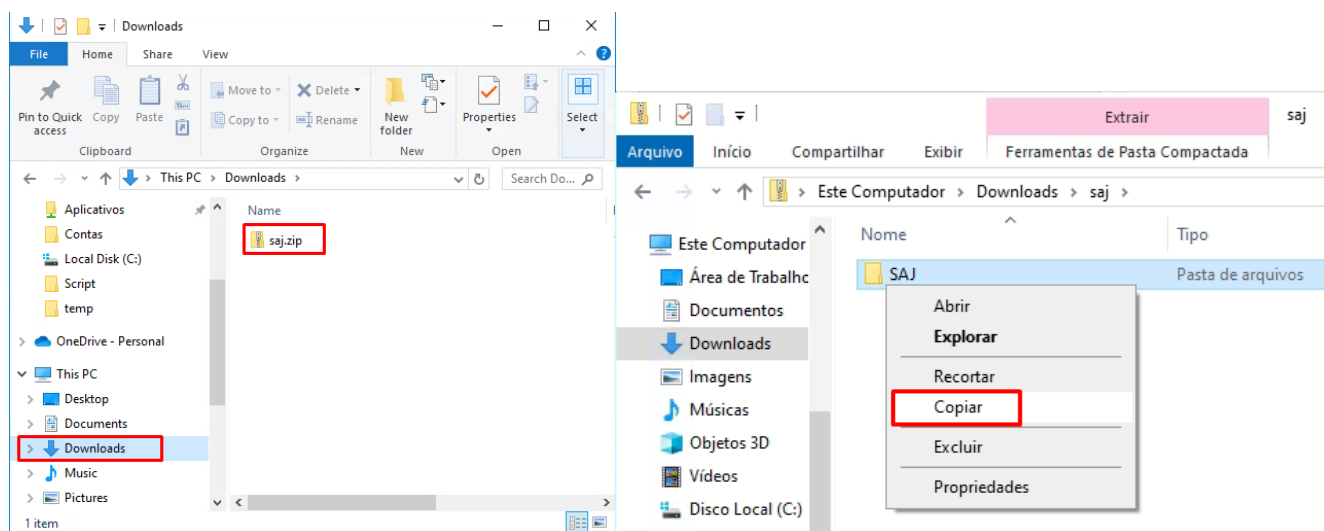 Downloads
File Home Share View
Pin to Quick access
Copy
Paste
Clipboard
Move to
Copy to
Delete
Rename
Organize
New folder
New
Properties
Open
Select
This PC > Downloads >
Search Do...
Aplicativos
Contas
Local Disk (C:)
Script
temp
OneDrive - Personal
This PC
Desktop
Documents
Downloads
Music
Pictures
Name
saj.zip
1 item
Extrair
saj
Arquivo Início Compartilhar Exibir Ferramentas de Pasta Compactada
Este Computador > Downloads > saj >
Este Computador
Área de Trabalho
Documentos
Downloads
Imagens
Músicas
Objetos 3D
Vídeos
Disco Local (C:)
Nome Tipo
SAJ Pasta de arquivos
Abrir
Explorar
Recortar
Copiar
Excluir
Propriedades